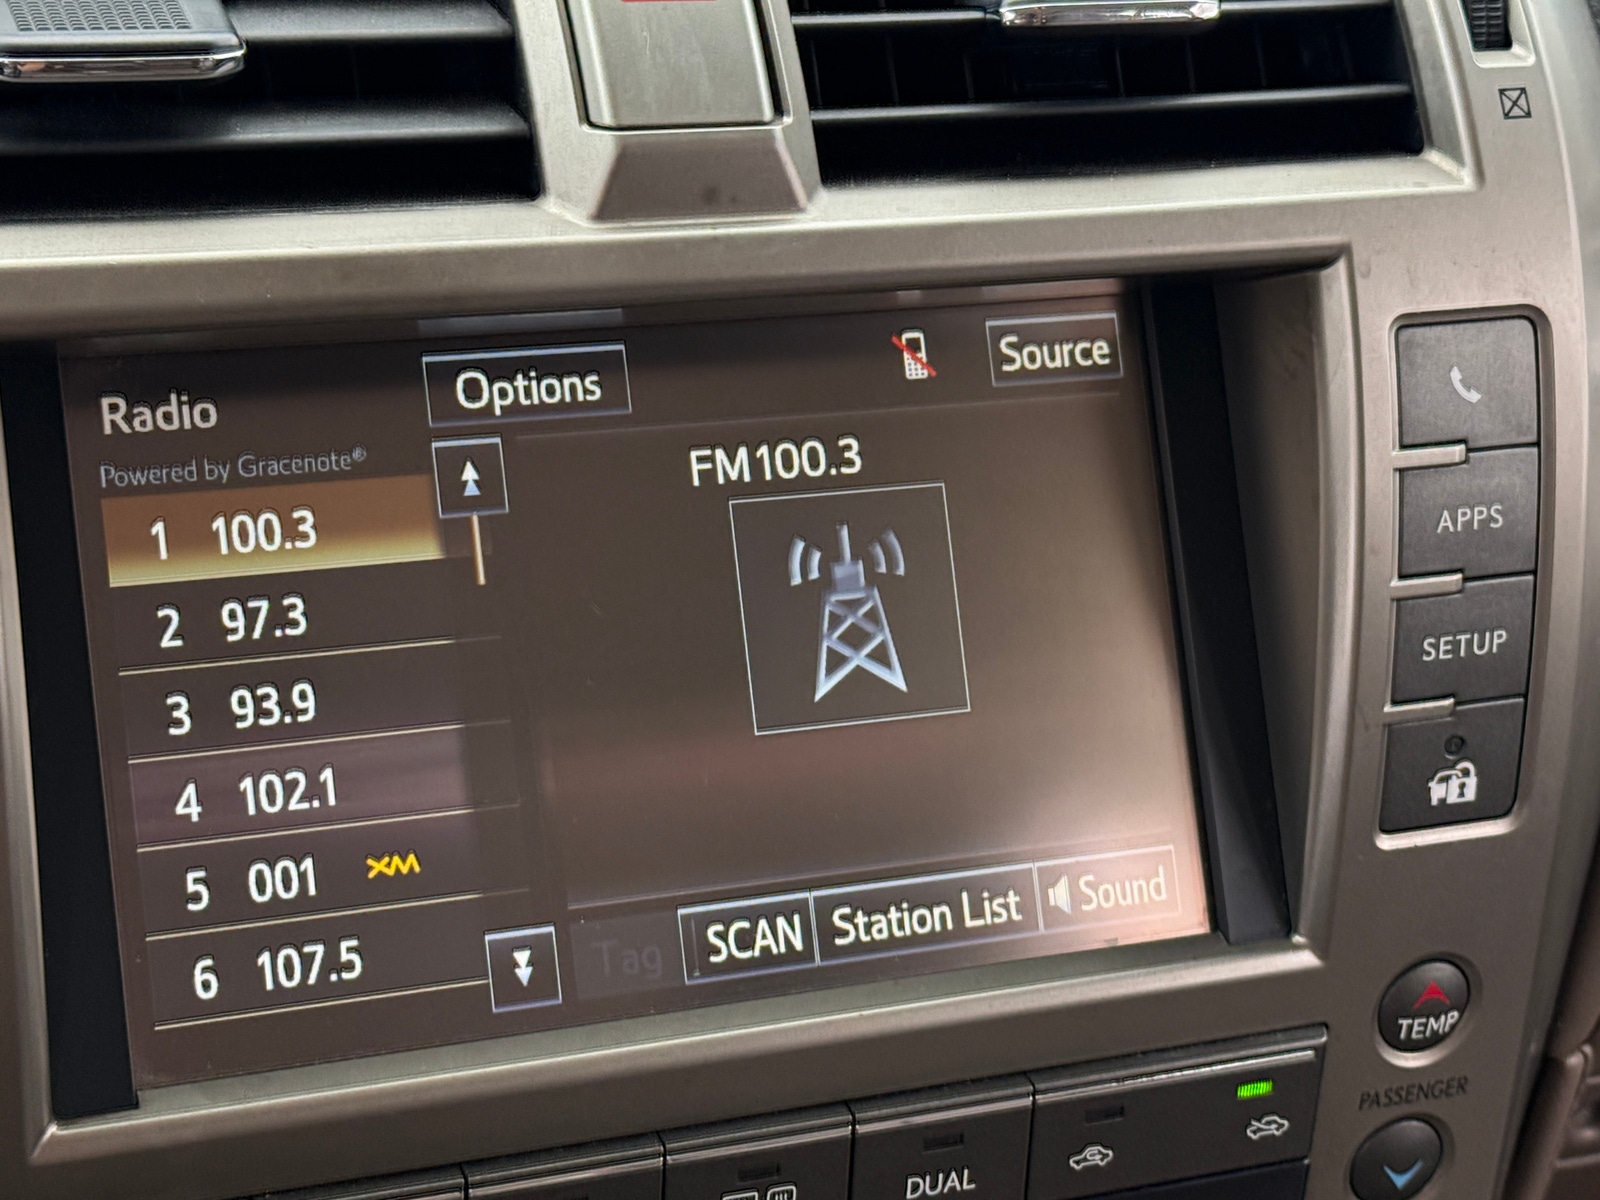 Radio
Options
Source
Powered by Gracenote®
FM100.3
1 100.3
2 97.3
3 93.9
4 102.1
5 001 XM
6 107.5
Tag
SCAN
Station List
Sound
APPS
SETUP
TEMP
PASSENGER
DUAL